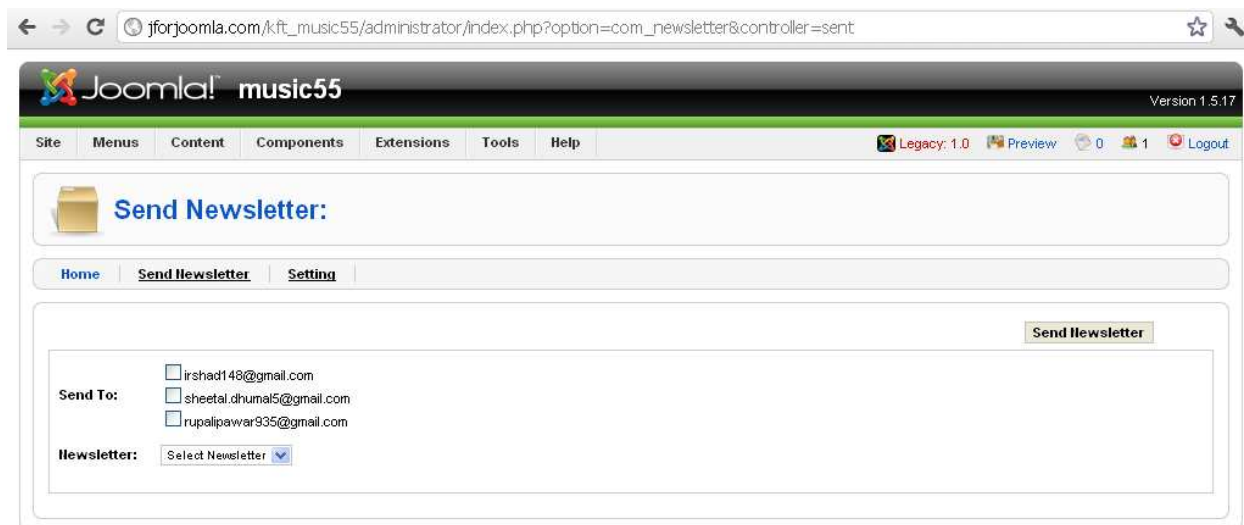 jforjoomla.com/kft_music55/administrator/index.php?option=com_newsletter&controller=sent
Joomla! music55
Version 1.5.17
Site Menus Content Components Extensions Tools Help Legacy: 1.0 Preview 0 1 Logout
Send Newsletter:
Home Send Newsletter Setting
Send Newsletter
Send To:
irshad148@gmail.com
sheetal.dhumal5@gmail.com
rupalipawar935@gmail.com
Newsletter: Select Newsletter